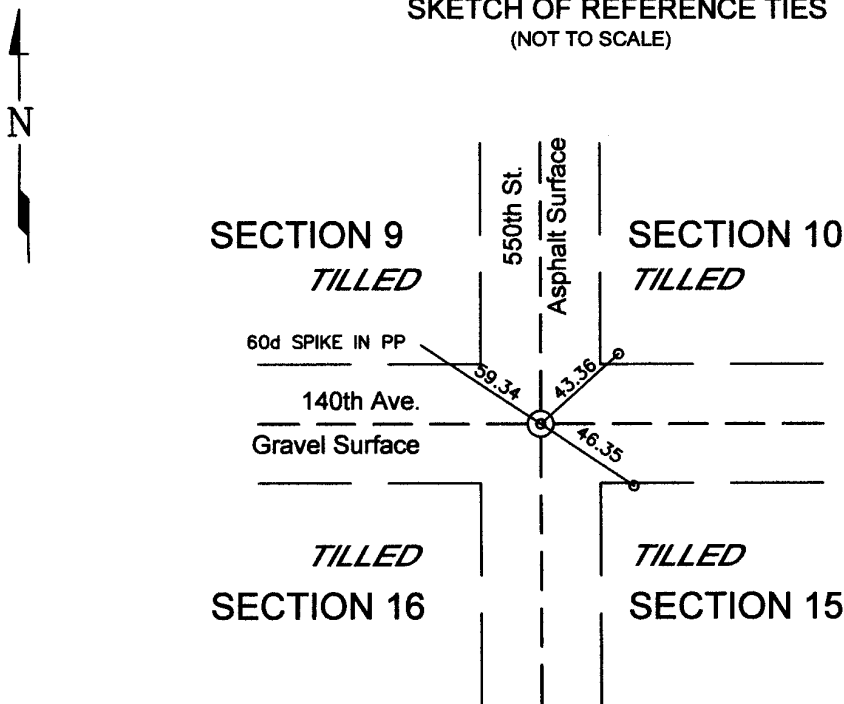 SKETCH OF REFERENCE TIES
(NOT TO SCALE)
N
550th St.
Asphalt Surface
SECTION 9
TILLED
SECTION 10
TILLED
60d SPIKE IN PP
59.34
43.36
140th Ave.
Gravel Surface
46.35
TILLED
SECTION 16
TILLED
SECTION 15